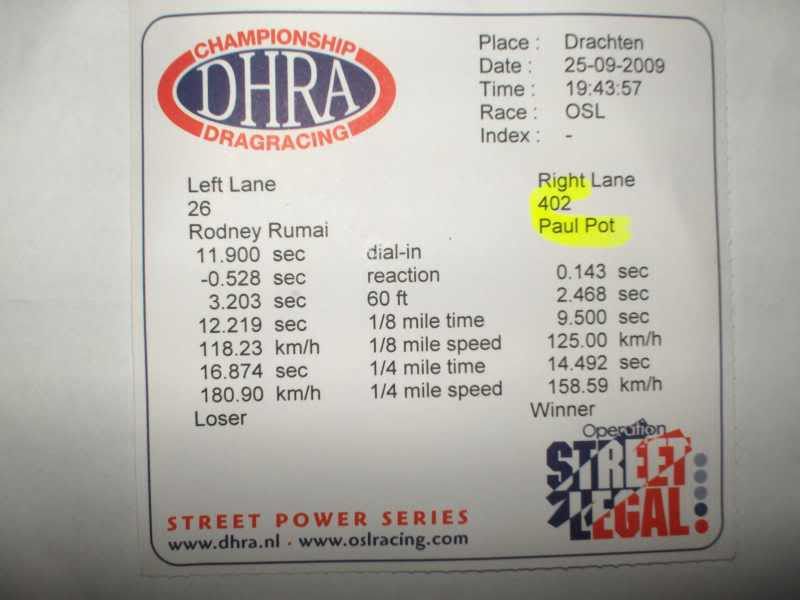 CHAMPIONSHIP
DHRA
DRAGRACING
Place : Drachten
Date : 25-09-2009
Time : 19:43:57
Race : OSL
Index : -
Left Lane Right Lane
26 402
Rodney Rumai Paul Pot
11.900 sec dial-in
-0.528 sec reaction 0.143 sec
3.203 sec 60 ft 2.468 sec
12.219 sec 1/8 mile time 9.500 sec
118.23 km/h 1/8 mile speed 125.00 km/h
16.874 sec 1/4 mile time 14.492 sec
180.90 km/h 1/4 mile speed 158.59 km/h
Loser Winner
Operation
STREET
LEGAL
STREET POWER SERIES
www.dhra.nl . www.oslracing.com